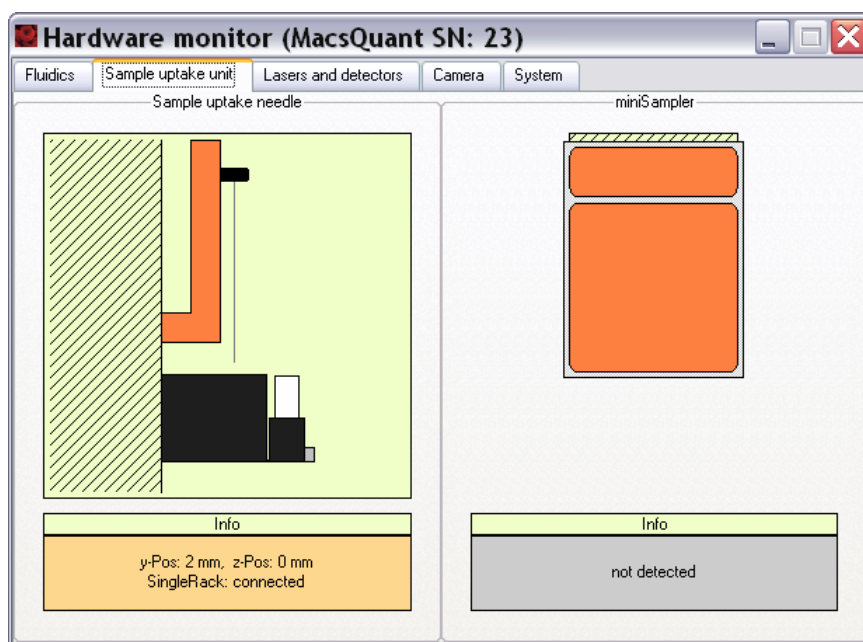 Hardware monitor (MacsQuant SN: 23)
Fluidics Sample uptake unit Lasers and detectors Camera System
Sample uptake needle
miniSampler
Info
y-Pos: 2 mm, z-Pos: 0 mm
SingleRack: connected
Info
not detected